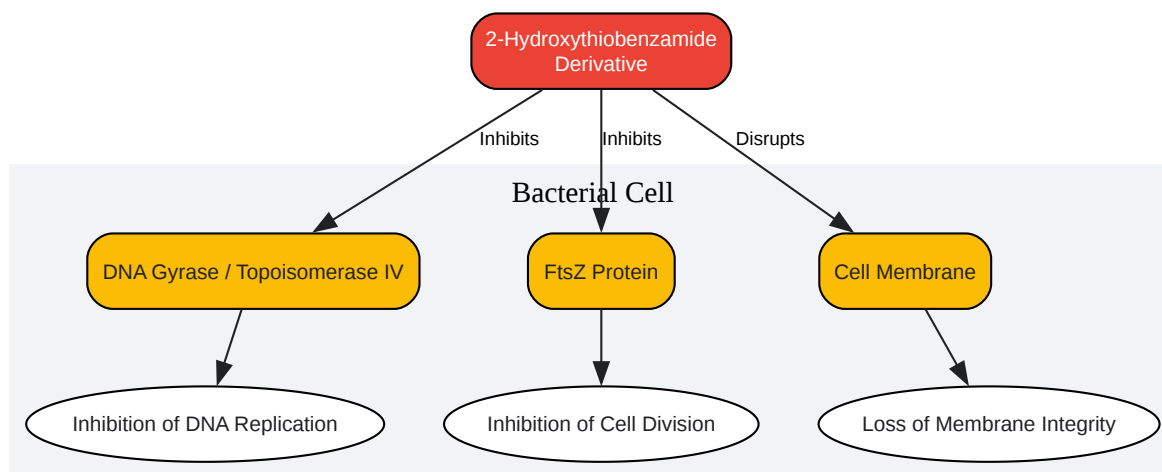 2-Hydroxythiobenzamide
Derivative
Inhibits
Inhibits
Disrupts
Bacterial Cell
DNA Gyrase / Topoisomerase IV
FtsZ Protein
Cell Membrane
Inhibition of DNA Replication
Inhibition of Cell Division
Loss of Membrane Integrity